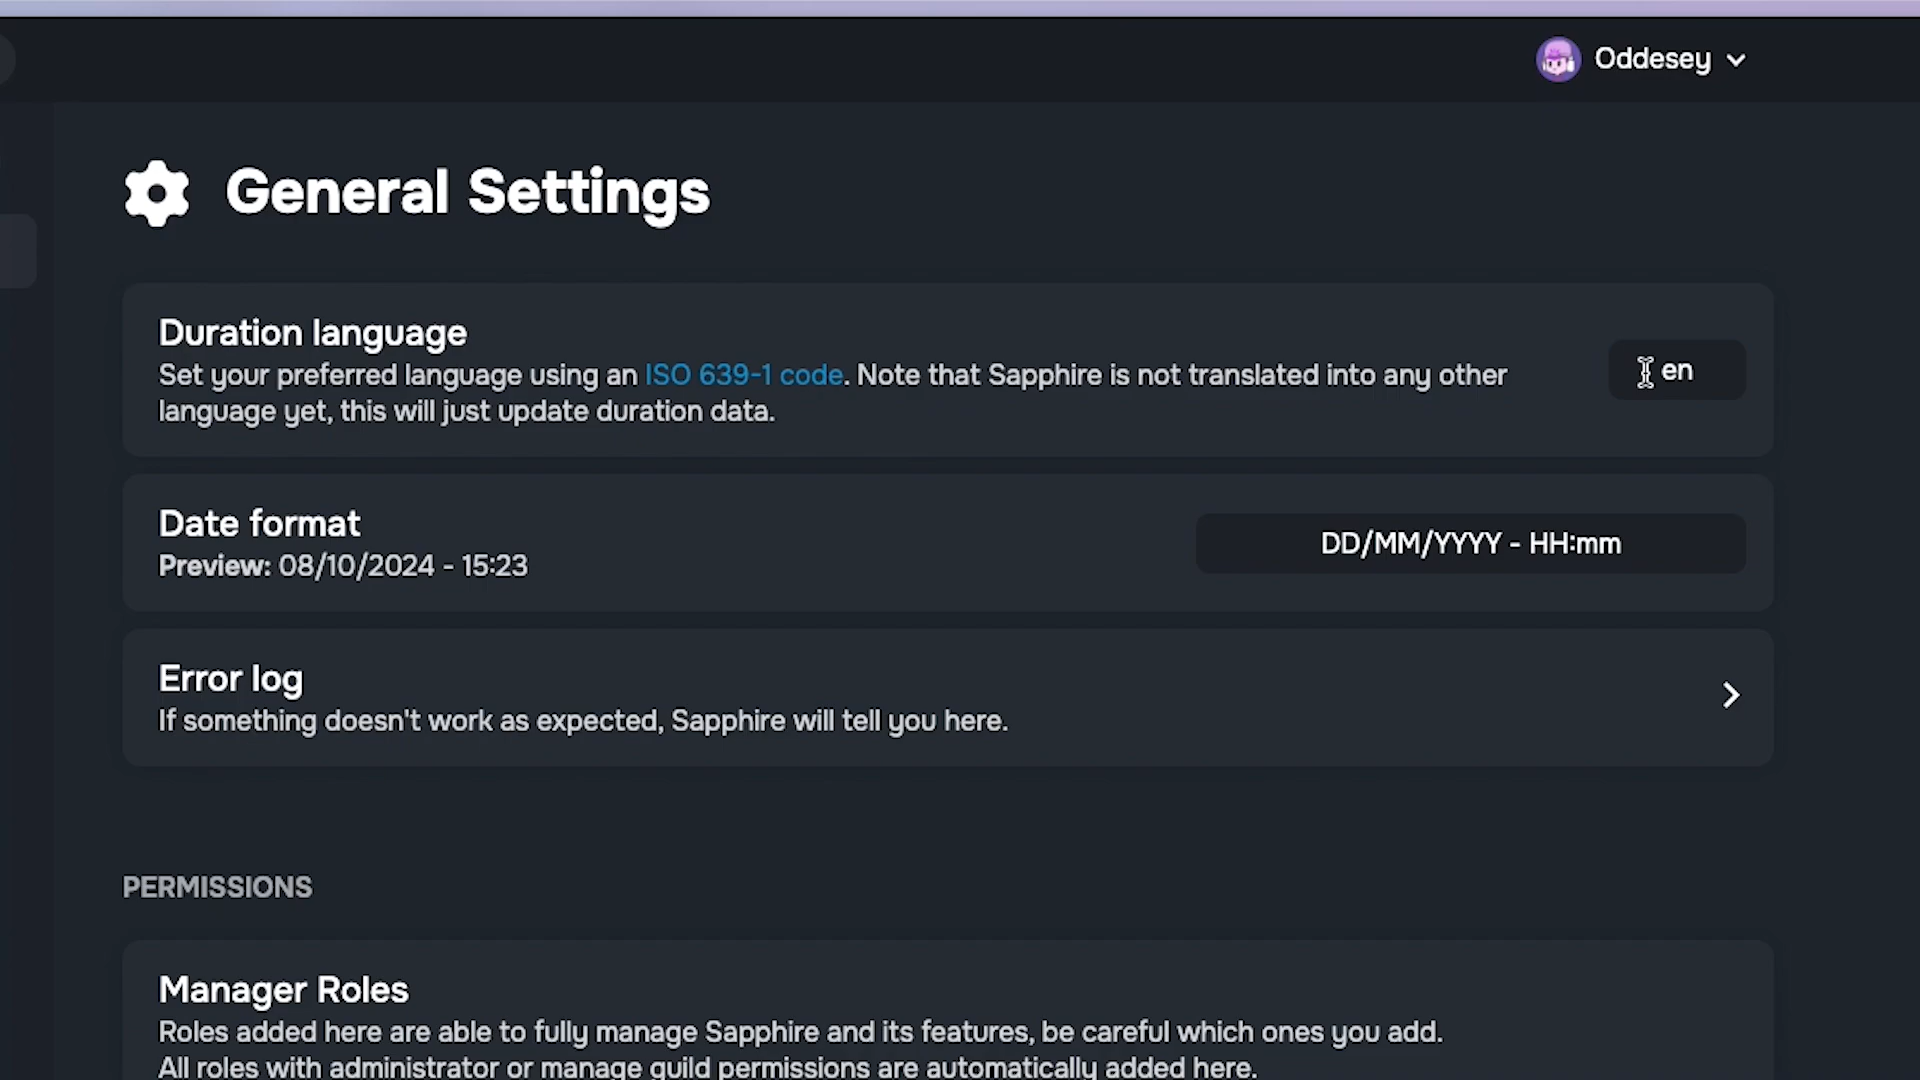 Oddesey
General Settings
Duration language
Set your preferred language using an ISO 639-1 code. Note that Sapphire is not translated into any other
language yet, this will just update duration data.
en
Date format
Preview: 08/10/2024 - 15:23
DD/MM/YYYY - HH:mm
Error log
If something doesn't work as expected, Sapphire will tell you here.
PERMISSIONS
Manager Roles
Roles added here are able to fully manage Sapphire and its features, be careful which ones you add.
All roles with administrator or manage guild permissions are automatically added here.